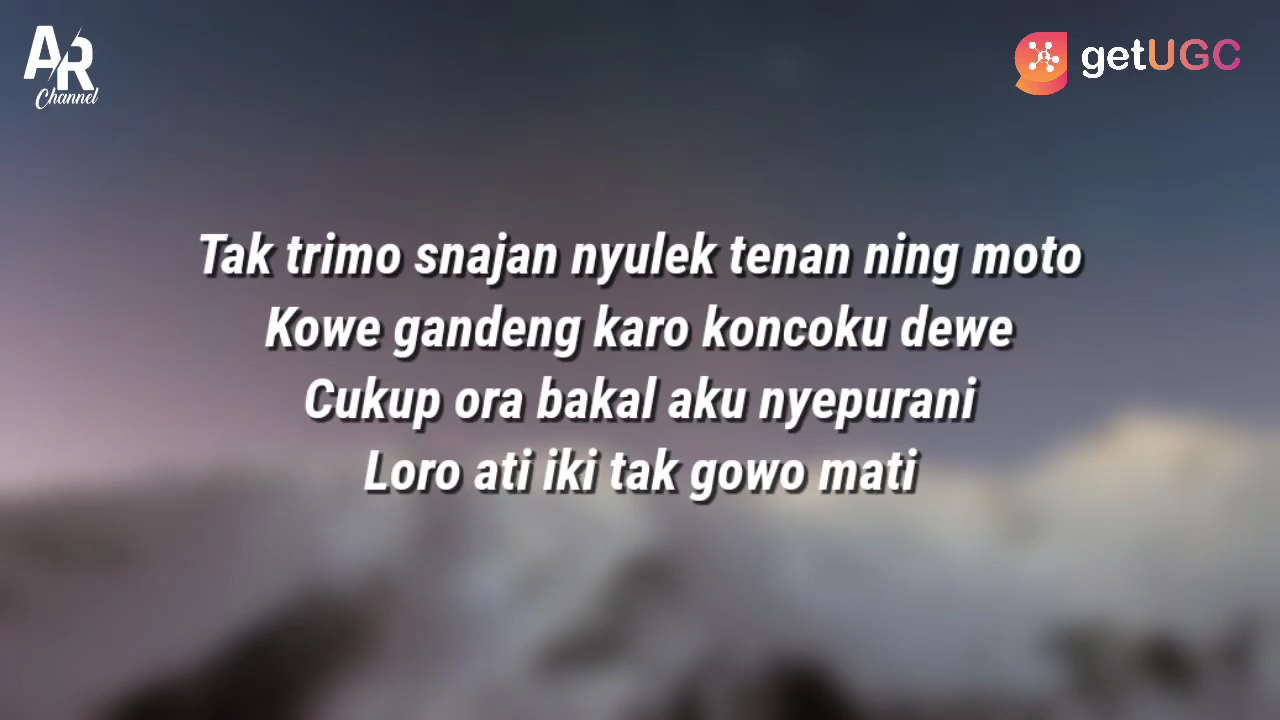 AR
Channel
getUGC
Tak trimo snajan nyulek tenan ning moto
Kowe gandeng karo koncoku dewe
Cukup ora bakal aku nyepurani
Loro ati iki tak gowo mati